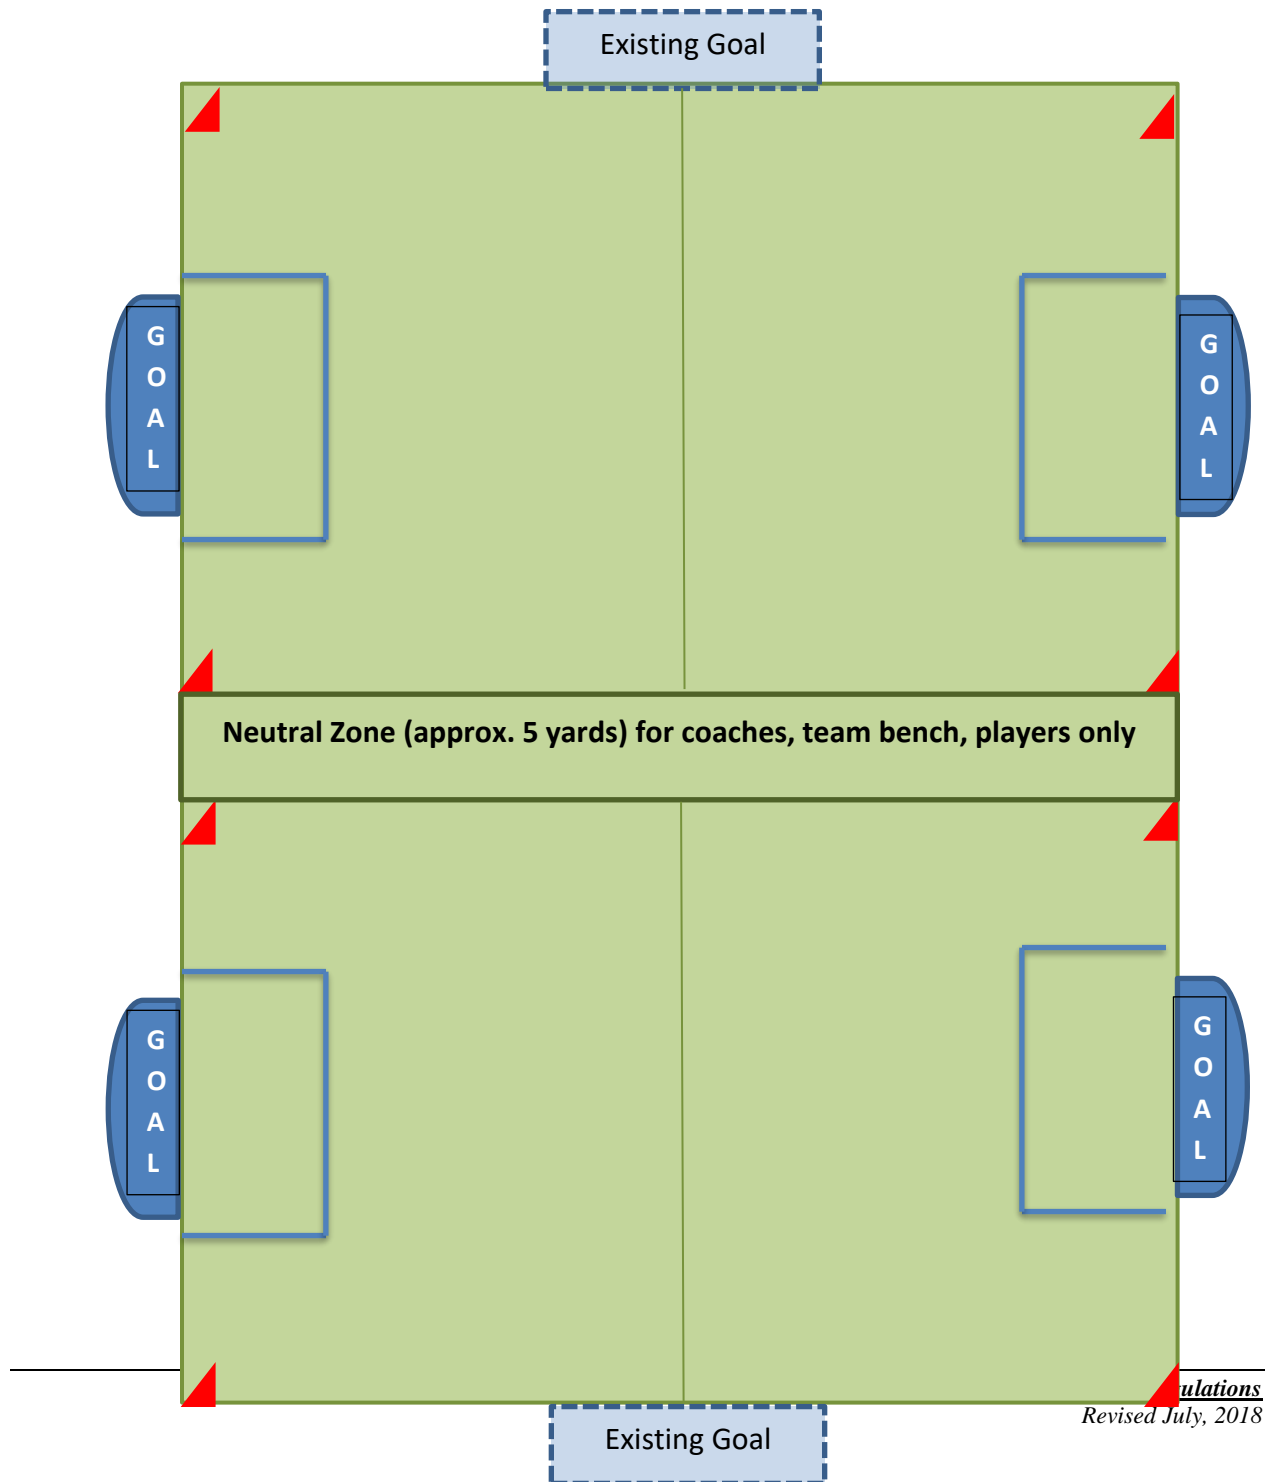 Existing Goal
G
O
A
L
G
O
A
L
Neutral Zone (approx. 5 yards) for coaches, team bench, players only
G
O
A
L
G
O
A
L
ulations
Revised July, 2018
Existing Goal